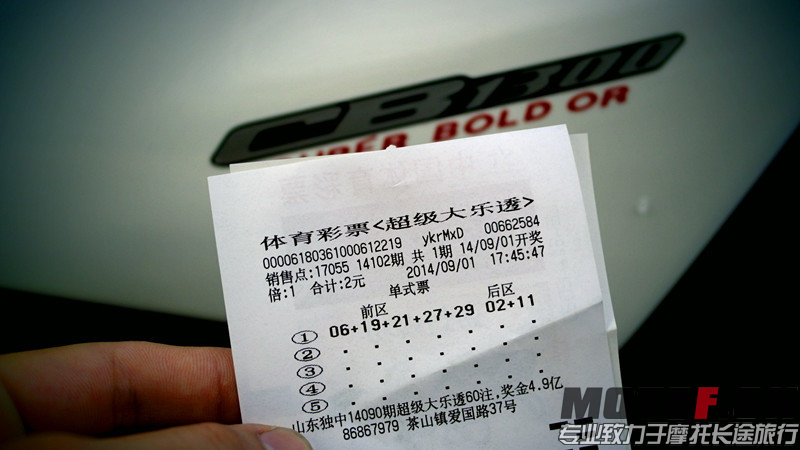 CB1300
SUPER BOLD OR
体育彩票<超级大乐透>
00006180361000612219 ykrMxD 00662584
销售点:17055 14102期 共 1期 14/09/01开奖
倍:1 合计:2元 2014/09/01 17:45:47
单式票
前区 后区
① 06+19+21+27+29 02+11
②
③
④
⑤
山东独中14090期超级大乐透60注,奖金4.9亿
86867979 茶山镇爱国路37号
专业致力于摩托长途旅行